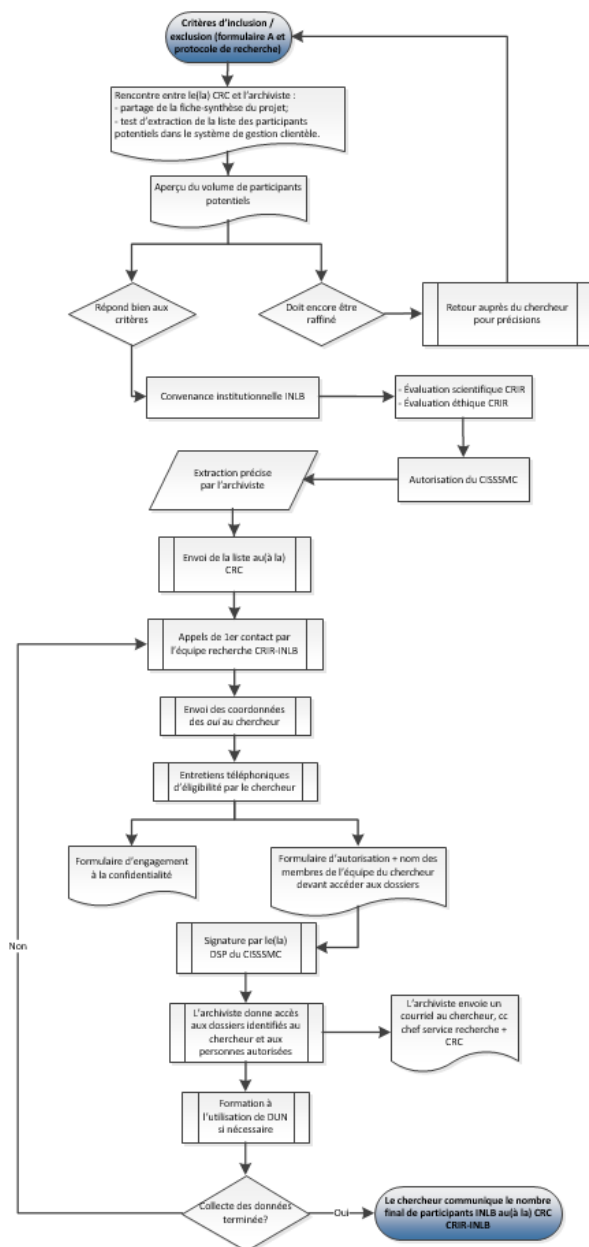 Critères d'inclusion /
exclusion (formulaire A et
protocole de recherche)
Rencontre entre le(la) CRC et l'archiviste :
- partage de la fiche-synthèse du projet;
- test d'extraction de la liste des participants
potentiels dans le système de gestion clientèle.
Aperçu du volume de participants
potentiels
Répond bien aux
critères
Doit encore être
raffiné
Retour auprès du chercheur
pour précisions
Convenance institutionnelle INLB
- Évaluation scientifique CRIR
- Évaluation éthique CRIR
Extraction précise
par l'archiviste
Autorisation du CISSSMC
Envoi de la liste au(à la)
CRC
Appels de 1er contact par
l'équipe recherche CRIR-INLB
Envoi des coordonnées
des oui au chercheur
Entretiens téléphoniques
d'éligibilité par le chercheur
Formulaire d'engagement
à la confidentialité
Formulaire d'autorisation + nom des
membres de l'équipe du chercheur
devant accéder aux dossiers
Non
Signature par le(la)
DSP du CISSSMC
L'archiviste donne accès
aux dossiers identifiés au
chercheur et aux
personnes autorisées
L'archiviste envoie un
courriel au chercheur, cc
chef service recherche +
CRC
Formation à
l'utilisation de DUN
si nécessaire
Collecte des données
terminée?
Oui
Le chercheur communique le nombre
final de participants INLB au(à la) CRC
CRIR-INLB